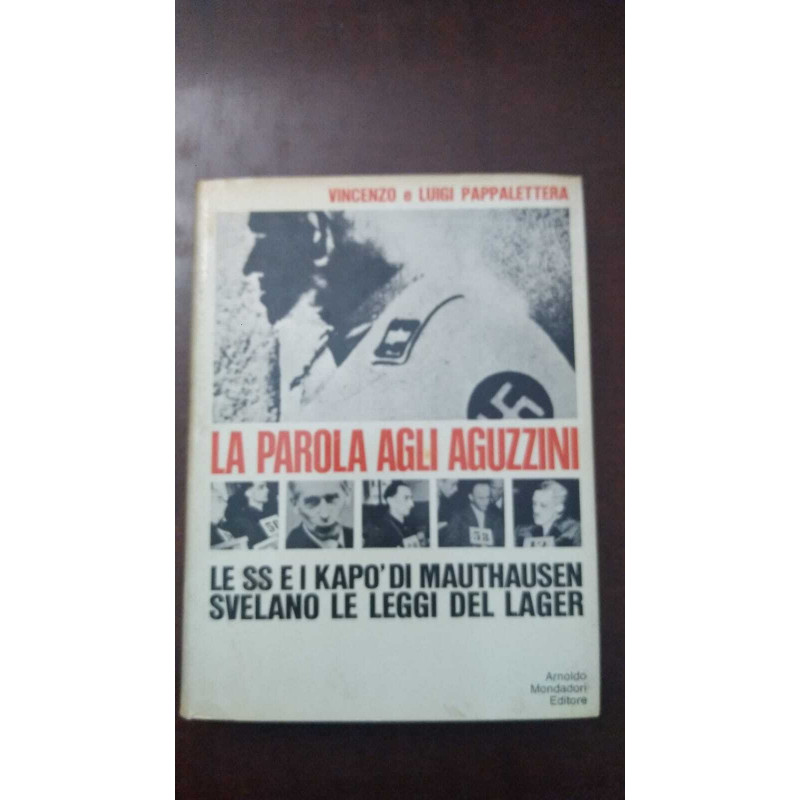 VINCENZO e LUIGI PAPPALETTERA
LA PAROLA AGLI AGUZZINI
LE SS E I KAPO' DI MAUTHAUSEN
SVELANO LE LEGGI DEL LAGER
Arnoldo
Mondadori
Editore